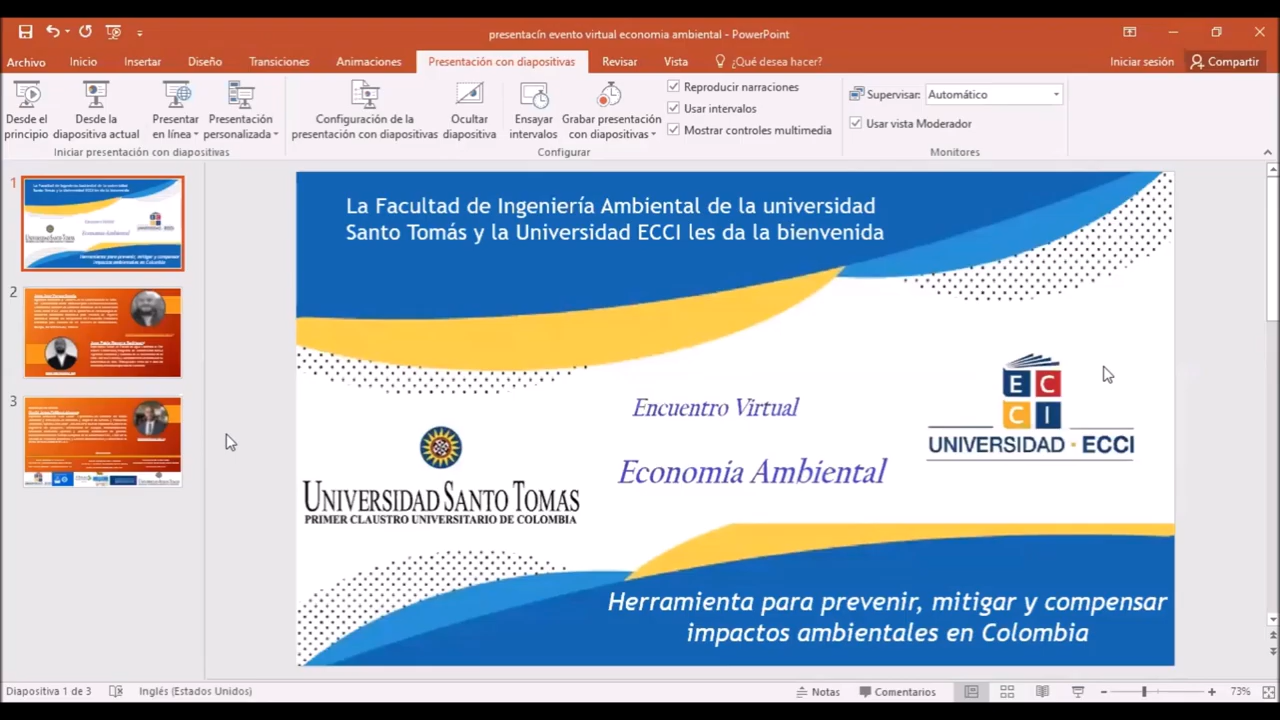 presentacín evento virtual economia ambiental - PowerPoint
Archivo Inicio Insertar Diseño Transiciones Animaciones Presentación con diapositivas Revisar Vista ¿Qué desea hacer? Iniciar sesión Compartir
Desde el principio
Desde la diapositiva actual
Presentar en línea
Presentación personalizada
Iniciar presentación con diapositivas
Configuración de la presentación con diapositivas
Ocultar diapositiva
Ensayar intervalos
Grabar presentación con diapositivas
Reproducir narraciones
Usar intervalos
Mostrar controles multimedia
Configurar
Supervisar: Automático
Usar vista Moderador
Monitores
1
2
3
La Facultad de Ingeniería Ambiental de la universidad
Santo Tomás y la Universidad ECCI les da la bienvenida
Encuentro Virtual
Economía Ambiental
UNIVERSIDAD SANTO TOMAS
PRIMER CLAUSTRO UNIVERSITARIO DE COLOMBIA
E C
C I
UNIVERSIDAD · ECCI
Herramienta para prevenir, mitigar y compensar
impactos ambientales en Colombia
Diapositiva 1 de 3 Inglés (Estados Unidos) Notas Comentarios 73%